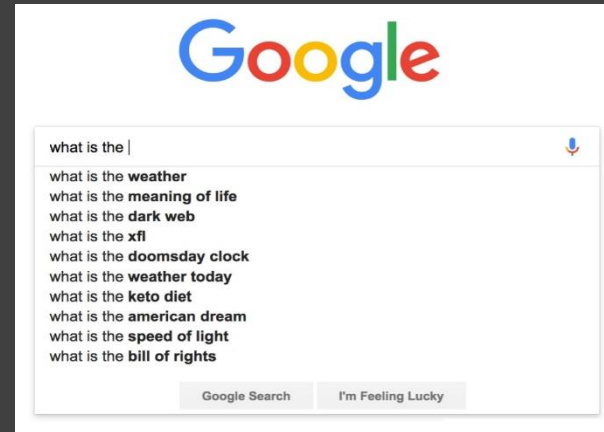 Google
what is the
what is the weather
what is the meaning of life
what is the dark web
what is the xfl
what is the doomsday clock
what is the weather today
what is the keto diet
what is the american dream
what is the speed of light
what is the bill of rights
Google Search I'm Feeling Lucky